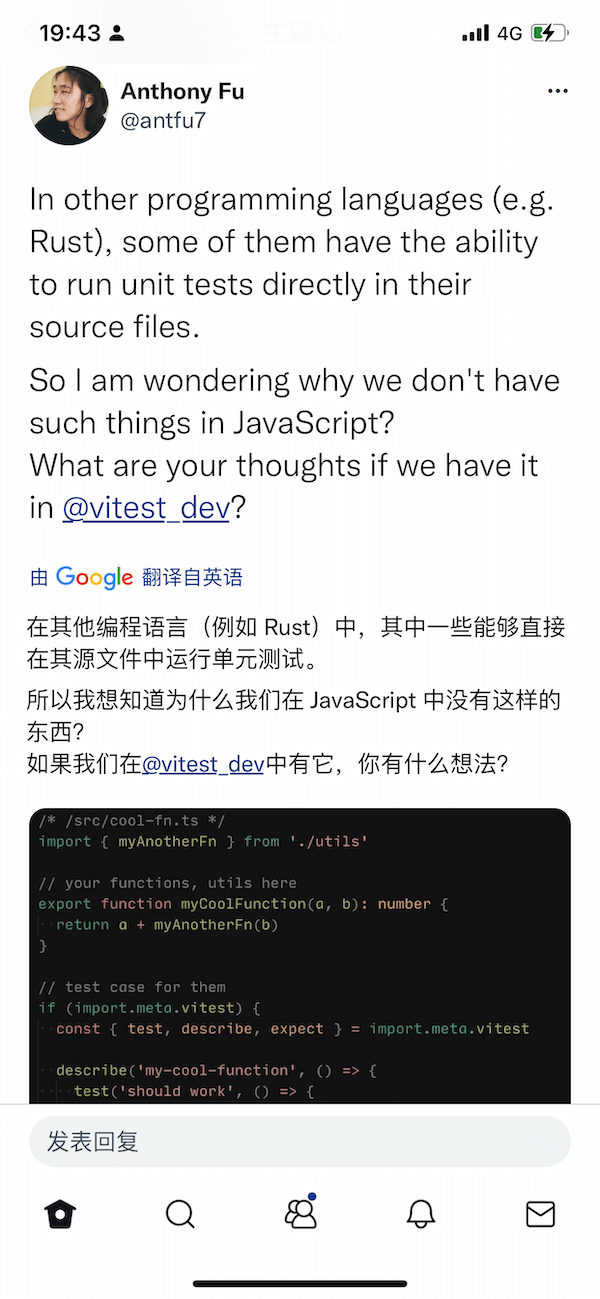 19:43
4G
Anthony Fu
@antfu7
In other programming languages (e.g.
Rust), some of them have the ability
to run unit tests directly in their
source files.
So I am wondering why we don't have
such things in JavaScript?
What are your thoughts if we have it
in @vitest_dev?
由 Google 翻译自英语
在其他编程语言（例如 Rust）中，其中一些能够直接
在其源文件中运行单元测试。
所以我想知道为什么我们在 JavaScript 中没有这样的
东西？
如果我们在@vitest_dev中有它，你有什么想法？
/* /src/cool-fn.ts */
import { myAnotherFn } from './utils'
// your functions, utils here
export function myCoolFunction(a, b): number {
return a + myAnotherFn(b)
}
// test case for them
if (import.meta.vitest) {
const { test, describe, expect } = import.meta.vitest
describe('my-cool-function', () => {
test('should work', () => {
发表回复